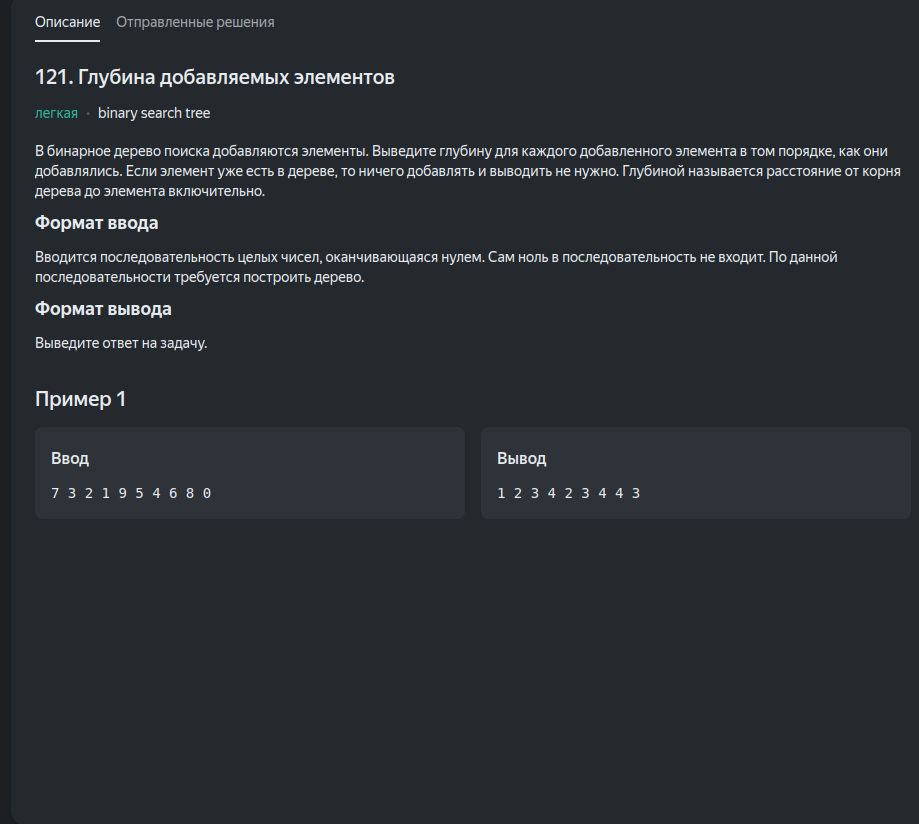 Описание Отправленные решения
121. Глубина добавляемых элементов
легкая · binary search tree
В бинарное дерево поиска добавляются элементы. Выведите глубину для каждого добавленного элемента в том порядке, как они
добавлялись. Если элемент уже есть в дереве, то ничего добавлять и выводить не нужно. Глубиной называется расстояние от корня
дерева до элемента включительно.
Формат ввода
Вводится последовательность целых чисел, оканчивающаяся нулем. Сам ноль в последовательность не входит. По данной
последовательности требуется построить дерево.
Формат вывода
Выведите ответ на задачу.
Пример 1
Ввод
7 3 2 1 9 5 4 6 8 0
Вывод
1 2 3 4 2 3 4 4 3